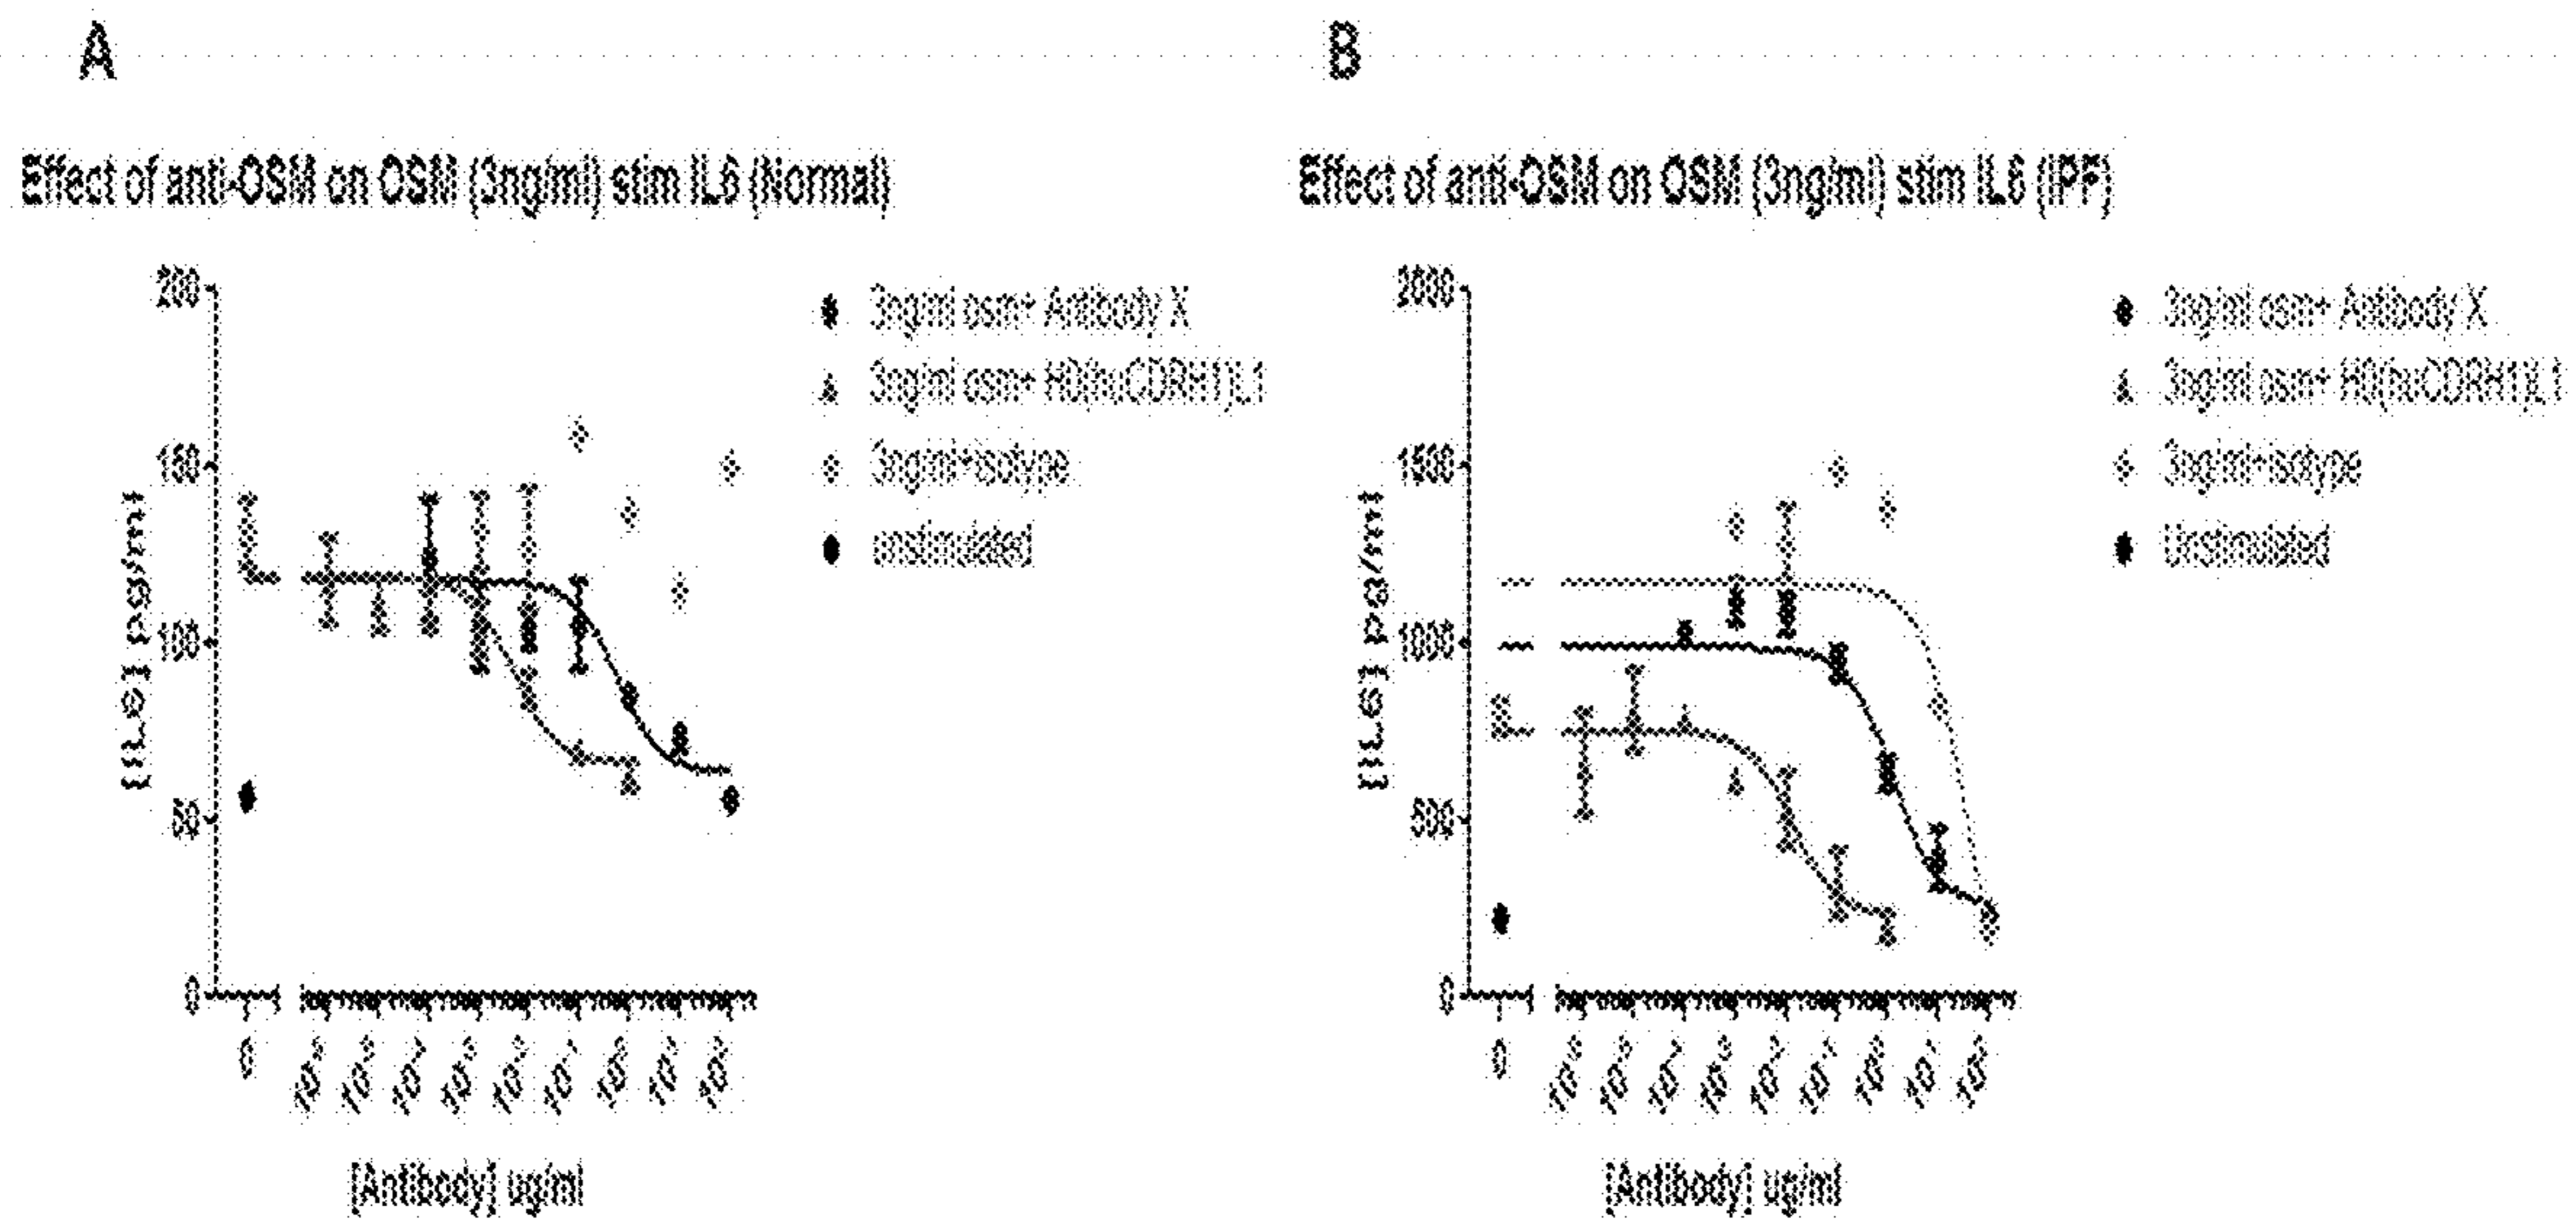 A
Effect of anti-OSM on OSM (3ng/ml) stim IL6 (Normal)
200
150
100
50
0
[IL6] pg/ml
3ng/ml osm+ Antibody X
3ng/ml osm+ H0(huCDRH1)L1
3ng/ml+isotype
unstimulated
0
[Antibody] ug/ml
B
Effect of anti-OSM on OSM (3ng/ml) stim IL6 (IPF)
2000
1500
1000
500
0
[IL6] pg/ml
3ng/ml osm+ Antibody X
3ng/ml osm+ H0(huCDRH1)L1
3ng/ml+isotype
Unstimulated
0
[Antibody] ug/ml